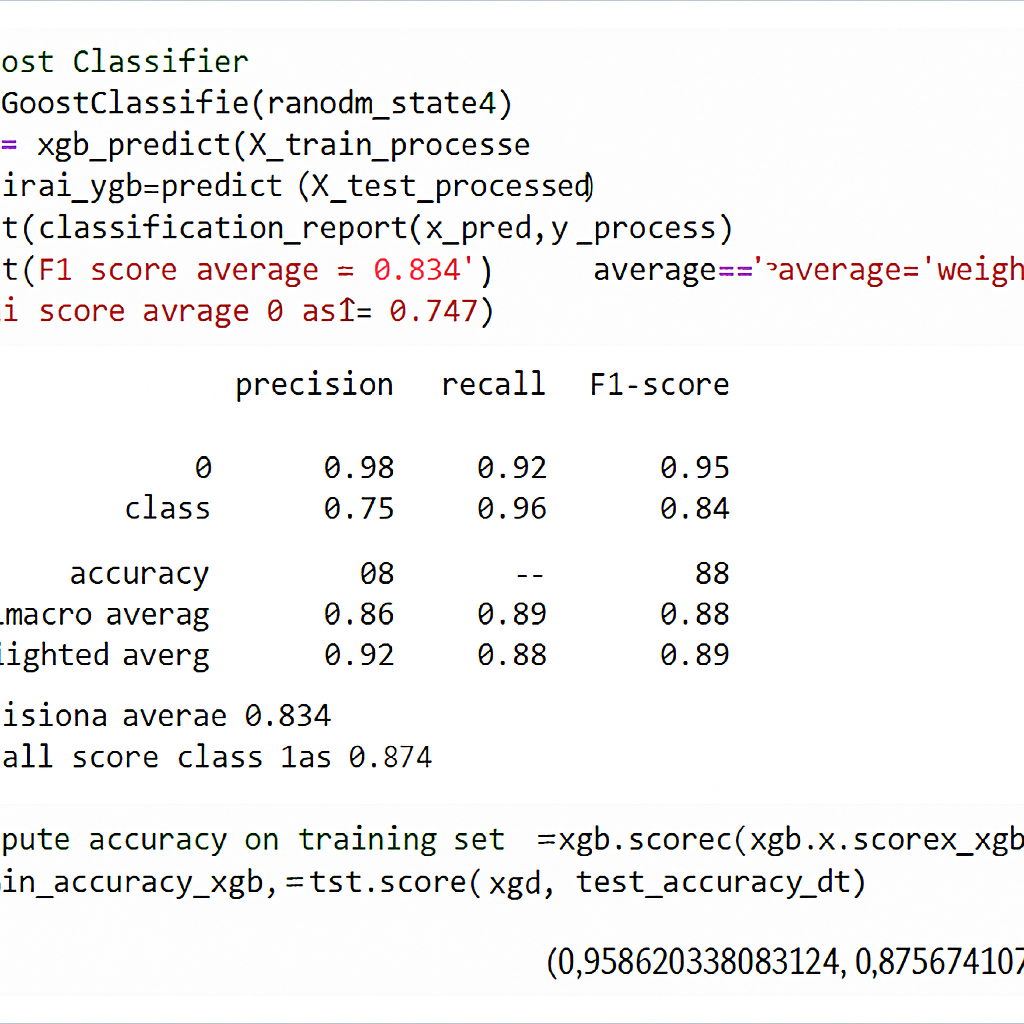 ost Classifier
GoostClassifie(ranodm_state4)
= xgb_predict(X_train_processe
irai_ygb=predict (X_test_processed)
t(classification_report(x_pred,y _process)
t(F1 score average = 0.834') average=='average='weigh
i score avrage 0 as1= 0.747)
precision recall F1-score
0 0.98 0.92 0.95
class 0.75 0.96 0.84
accuracy 08 -- 88
macro averag 0.86 0.89 0.88
iighted averg 0.92 0.88 0.89
isiona averae 0.834
all score class 1as 0.874
pute accuracy on training set =xgb.scorec(xgb.x.scorex_xgb
in_accuracy_xgb,=tst.score(xgd, test_accuracy_dt)
(0,958620338083124, 0,875674107